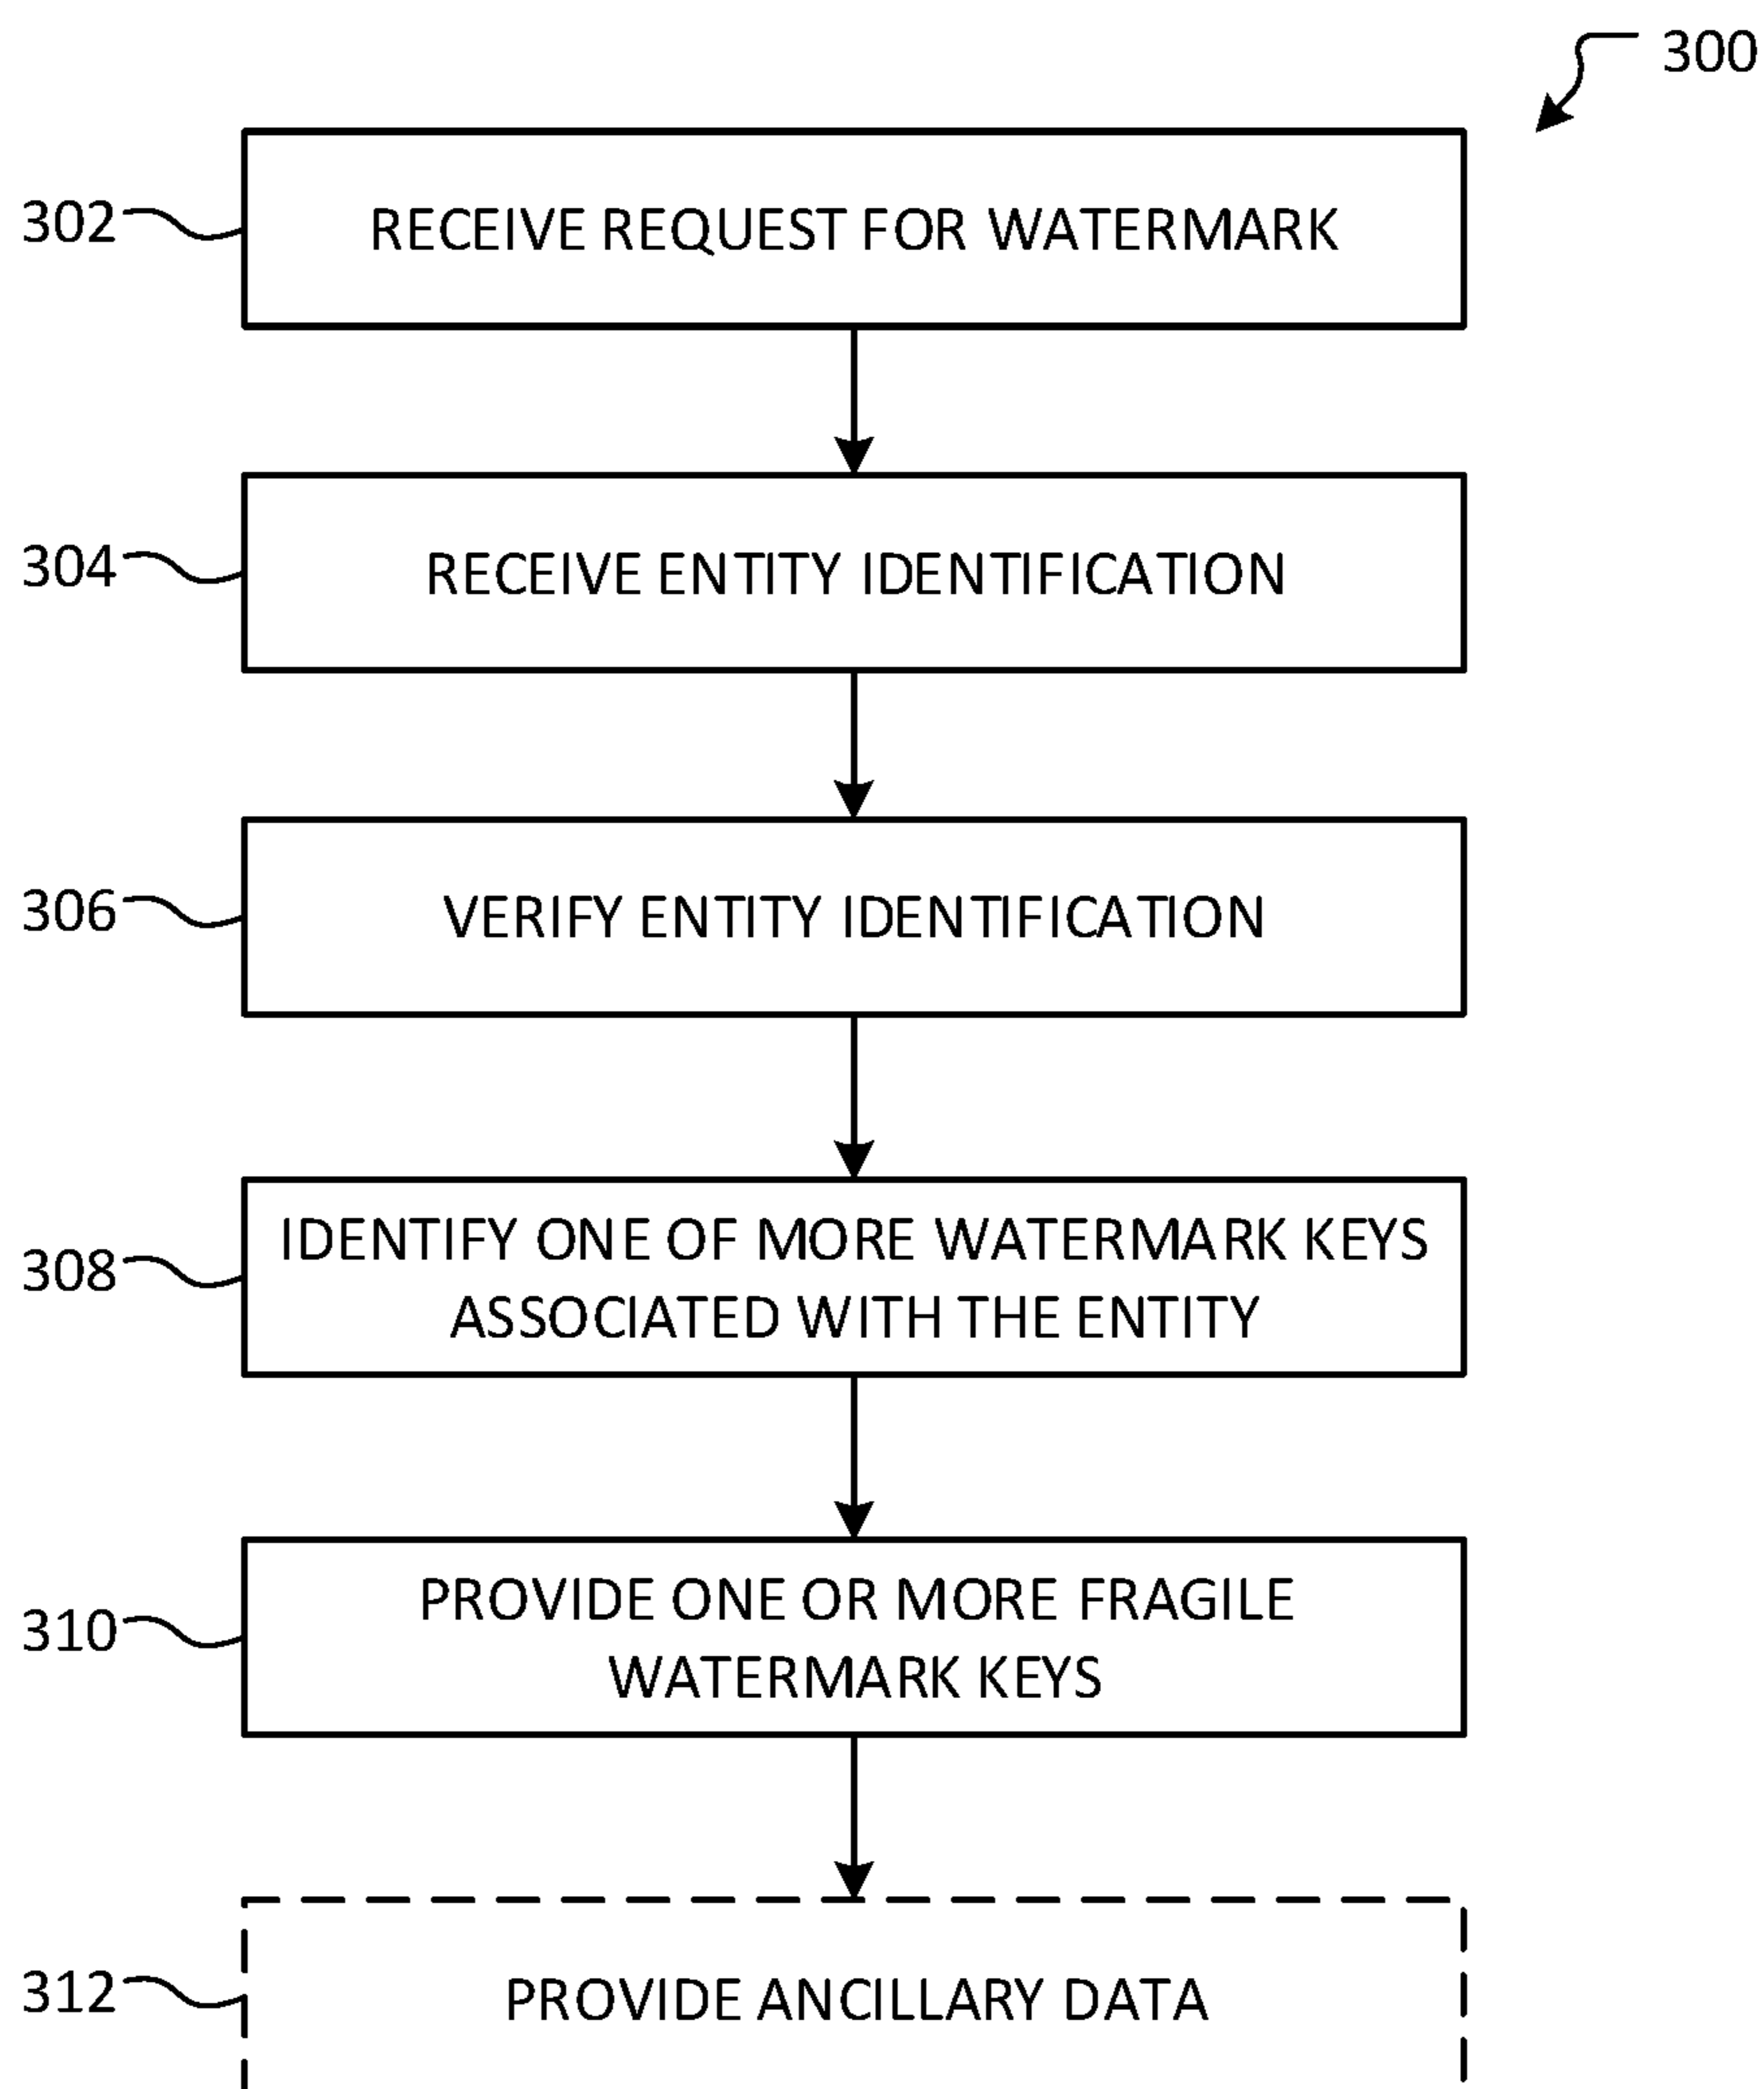 300
302
RECEIVE REQUEST FOR WATERMARK
304
RECEIVE ENTITY IDENTIFICATION
306
VERIFY ENTITY IDENTIFICATION
308
IDENTIFY ONE OF MORE WATERMARK KEYS
ASSOCIATED WITH THE ENTITY
310
PROVIDE ONE OR MORE FRAGILE
WATERMARK KEYS
312
PROVIDE ANCILLARY DATA